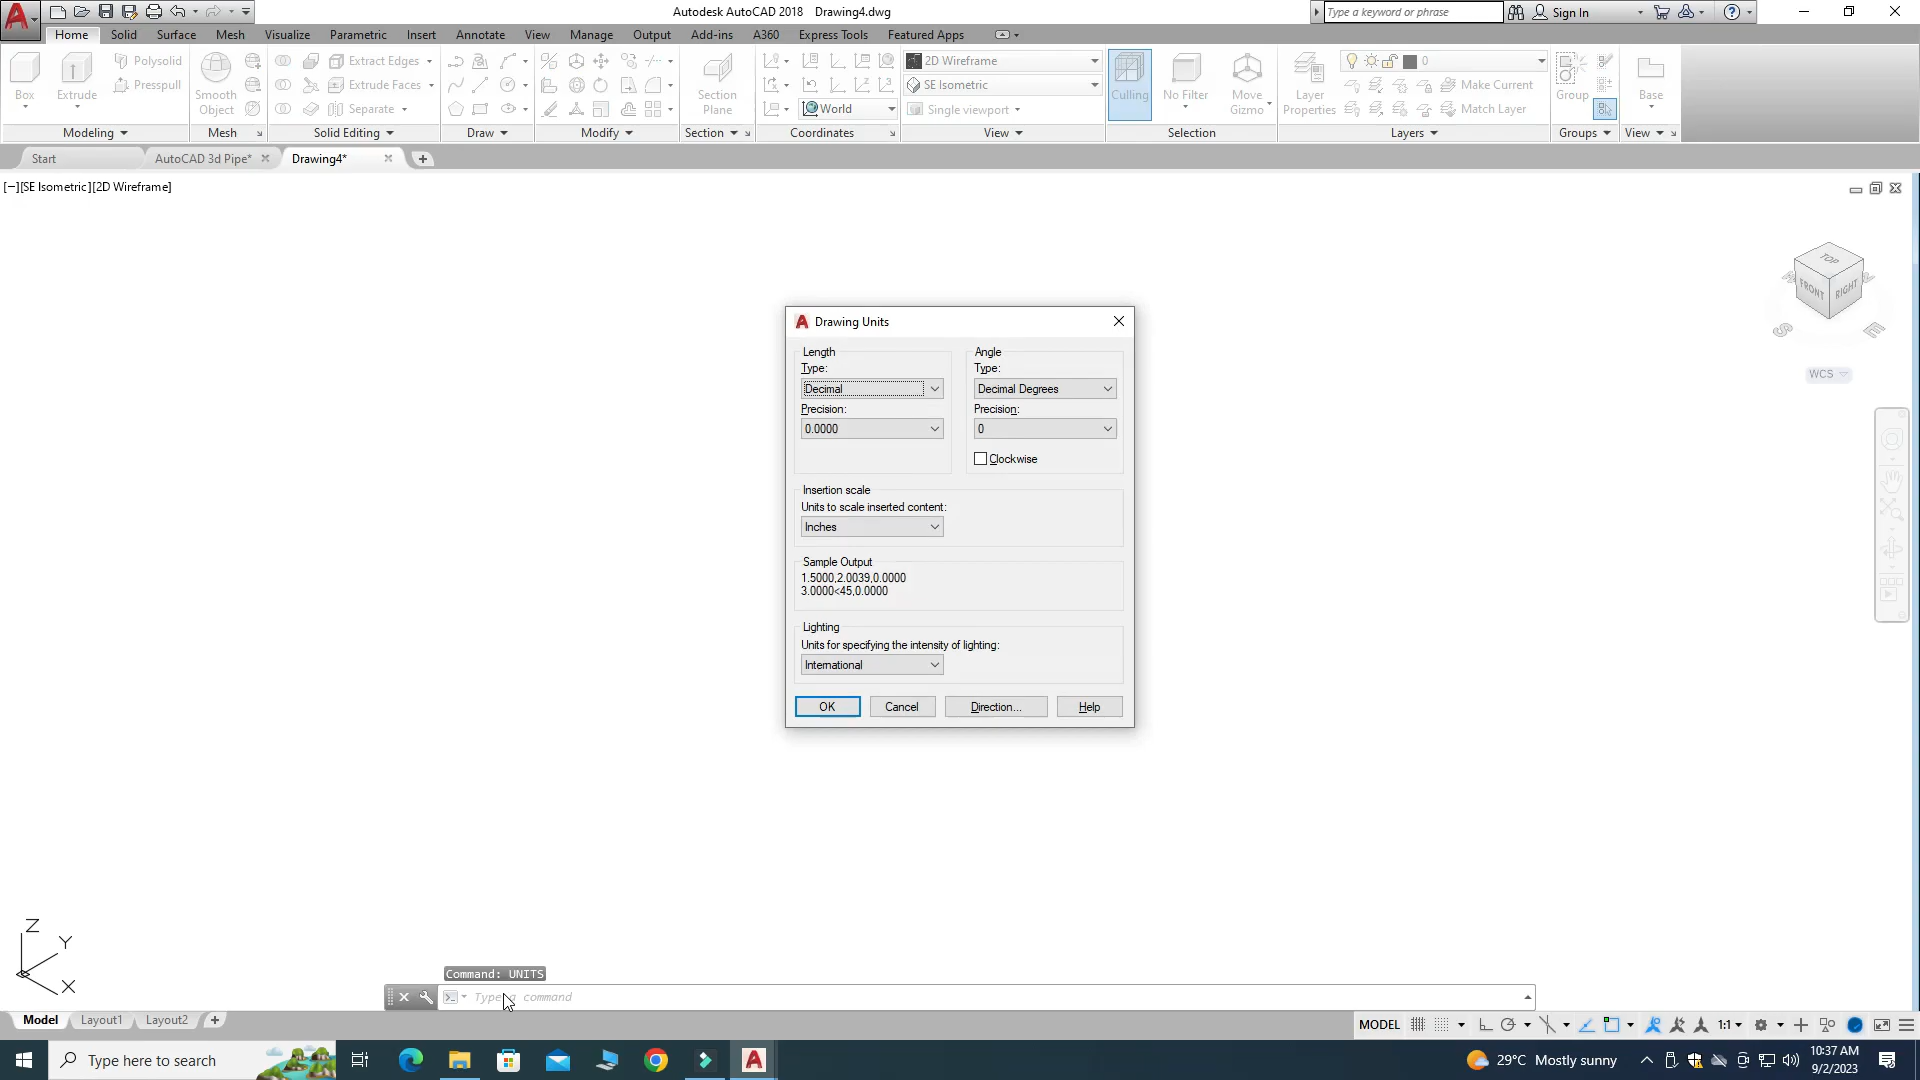 Autodesk AutoCAD 2018 Drawing4.dwg
Type a keyword or phrase
Sign In
Home Solid Surface Mesh Visualize Parametric Insert Annotate View Manage Output Add-ins A360 Express Tools Featured Apps
Polysolid
Extract Edges
2D Wireframe
0
Presspull
Extrude Faces
SE Isometric
Make Current
Box Extrude
Smooth
Object
Separate
Section
Plane
World
Single viewport
Culling No Filter Move
Gizmo
Layer
Properties
Match Layer
Group
Base
Modeling Mesh Solid Editing Draw Modify Section Coordinates View Selection Layers Groups View
Start AutoCAD 3d Pipe* Drawing4*
[−][SE Isometric][2D Wireframe]
TOP
FRONT RIGHT
S E
WCS
Drawing Units
Length
Type:
Decimal
Precision:
0.0000
Angle
Type:
Decimal Degrees
Precision:
0
Clockwise
Insertion scale
Units to scale inserted content:
Inches
Sample Output
1.5000,2.0039,0.0000
3.0000<45,0.0000
Lighting
Units for specifying the intensity of lighting:
International
OK Cancel Direction... Help
Z
Y
X
Command: UNITS
Type a command
Model Layout1 Layout2
MODEL 1:1
Type here to search
29°C Mostly sunny
10:37 AM
9/2/2023